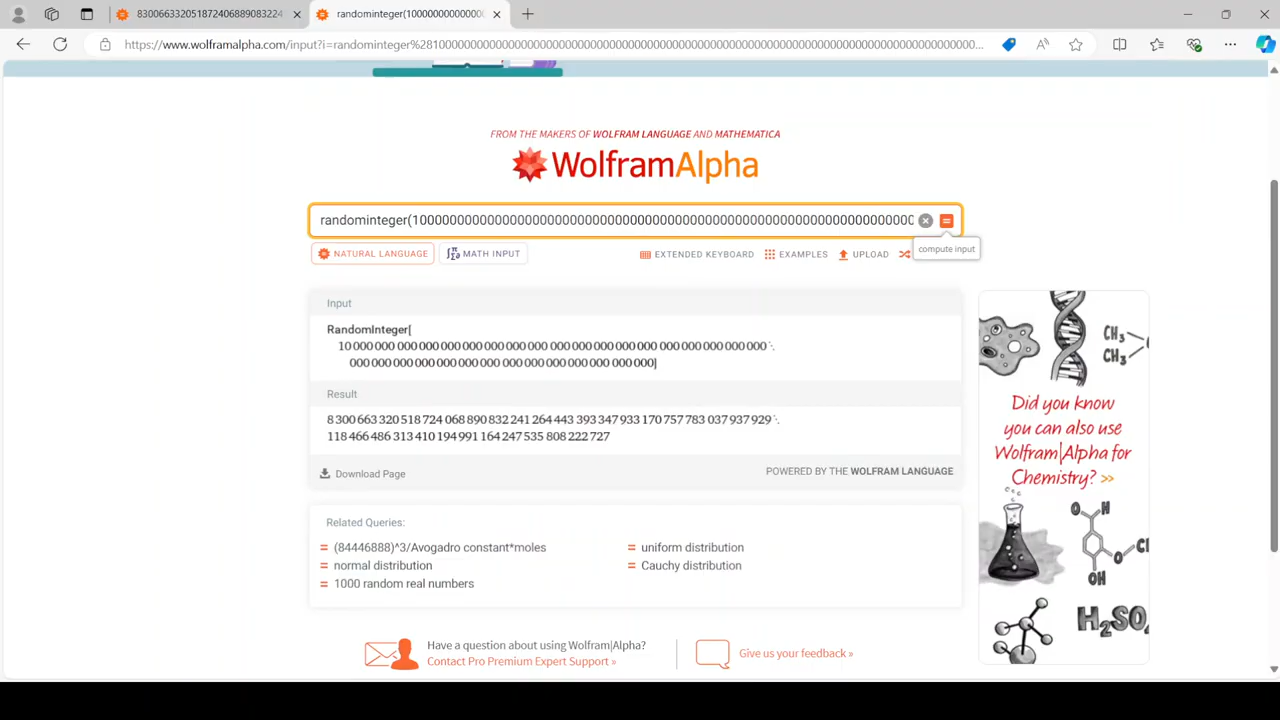 830066332051872406889083224
randominteger(10000000000000
https://www.wolframalpha.com/input?i=randominteger%281000000000000000000000000000000000000000000000000000000000000000000000...
FROM THE MAKERS OF WOLFRAM LANGUAGE AND MATHEMATICA
WolframAlpha
randominteger(1000000000000000000000000000000000000000000000000000000000000000000
compute input
NATURAL LANGUAGE
MATH INPUT
EXTENDED KEYBOARD
EXAMPLES
UPLOAD
Input
RandomInteger[
10 000 000 000 000 000 000 000 000 000 000 000 000 000 000 000 000 000 000 000 000⋱
000 000 000 000 000 000 000 000 000 000 000 000 000 000]
Result
8 300 663 320 518 724 068 890 832 241 264 443 393 347 933 170 757 783 037 937 929⋱
118 466 486 313 410 194 991 164 247 535 808 222 727
Download Page
POWERED BY THE WOLFRAM LANGUAGE
Related Queries:
= (84446888)^3/Avogadro constant*moles
= uniform distribution
= normal distribution
= Cauchy distribution
= 1000 random real numbers
Have a question about using Wolfram|Alpha?
Contact Pro Premium Expert Support »
Give us your feedback »
Did you know
you can also use
Wolfram|Alpha for
Chemistry? >>
CH3
CH3
O
H
O
OH
H2SO